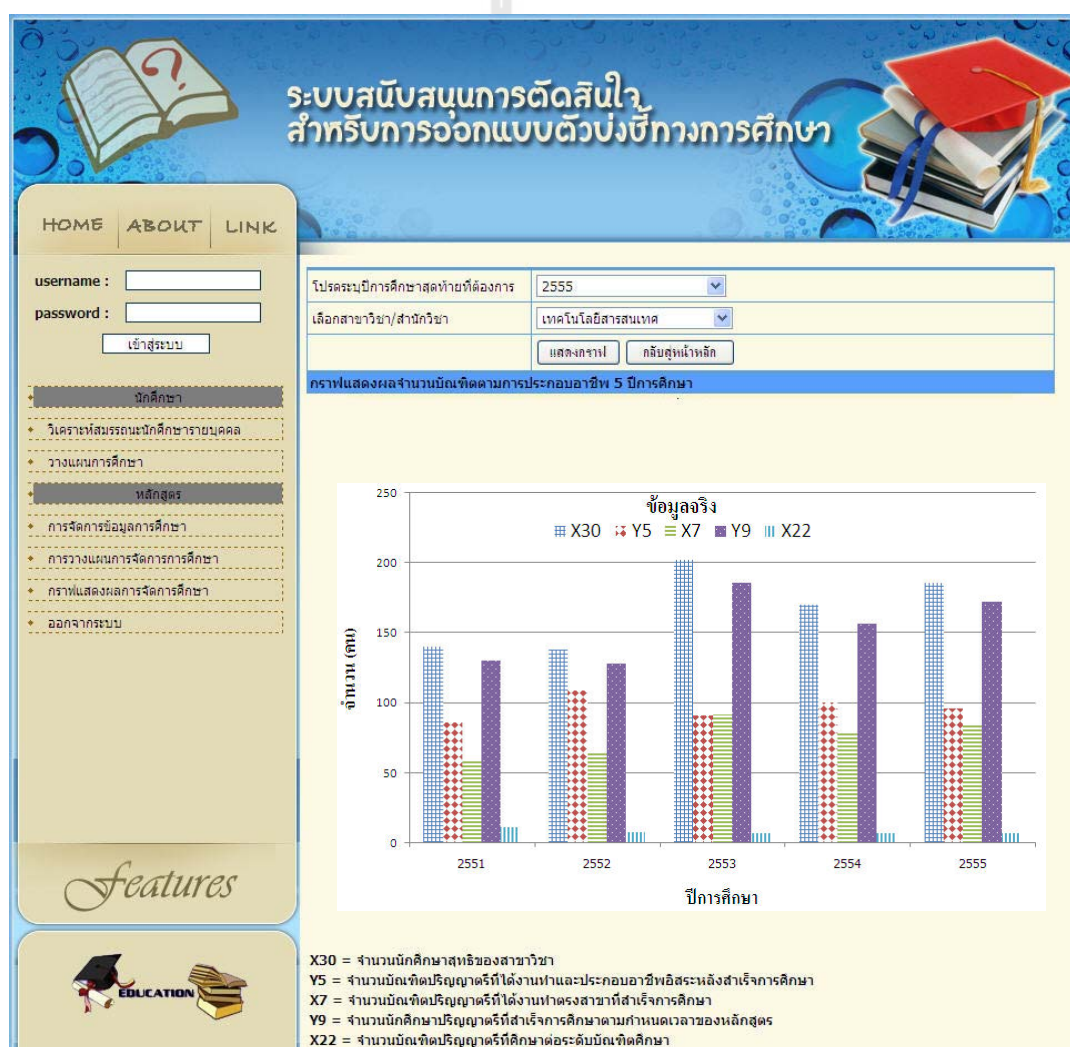 ระบบสนับสนุนการตัดสินใจ
สำหรับการออกแบบตัวบ่งชี้ทางการศึกษา
HOME ABOUT LINK
username :
password :
เข้าสู่ระบบ
นักศึกษา
วิเคราะห์สมรรถนะนักศึกษารายบุคคล
วางแผนการศึกษา
หลักสูตร
การจัดการข้อมูลการศึกษา
การวางแผนการจัดการการศึกษา
กราฟแสดงผลการจัดการศึกษา
ออกจากระบบ
Features
EDUCATION
โปรดระบุปีการศึกษาสุดท้ายที่ต้องการ 2555
เลือกสาขาวิชา/สำนักวิชา เทคโนโลยีสารสนเทศ
แสดงกราฟ กลับสู่หน้าหลัก
กราฟแสดงผลจำนวนบัณฑิตตามการประกอบอาชีพ 5 ปีการศึกษา
ข้อมูลจริง
X30 Y5 X7 Y9 X22
250
200
150
100
50
0
จำนวน (คน)
2551 2552 2553 2554 2555
ปีการศึกษา
X30 = จำนวนนักศึกษาสุทธิของสาขาวิชา
Y5 = จำนวนบัณฑิตปริญญาตรีที่ได้งานทำและประกอบอาชีพอิสระหลังสำเร็จการศึกษา
X7 = จำนวนบัณฑิตปริญญาตรีที่ได้งานทำตรงสาขาที่สำเร็จการศึกษา
Y9 = จำนวนนักศึกษาปริญญาตรีที่สำเร็จการศึกษาตามกำหนดเวลาของหลักสูตร
X22 = จำนวนบัณฑิตปริญญาตรีที่ศึกษาต่อระดับบัณฑิตศึกษา